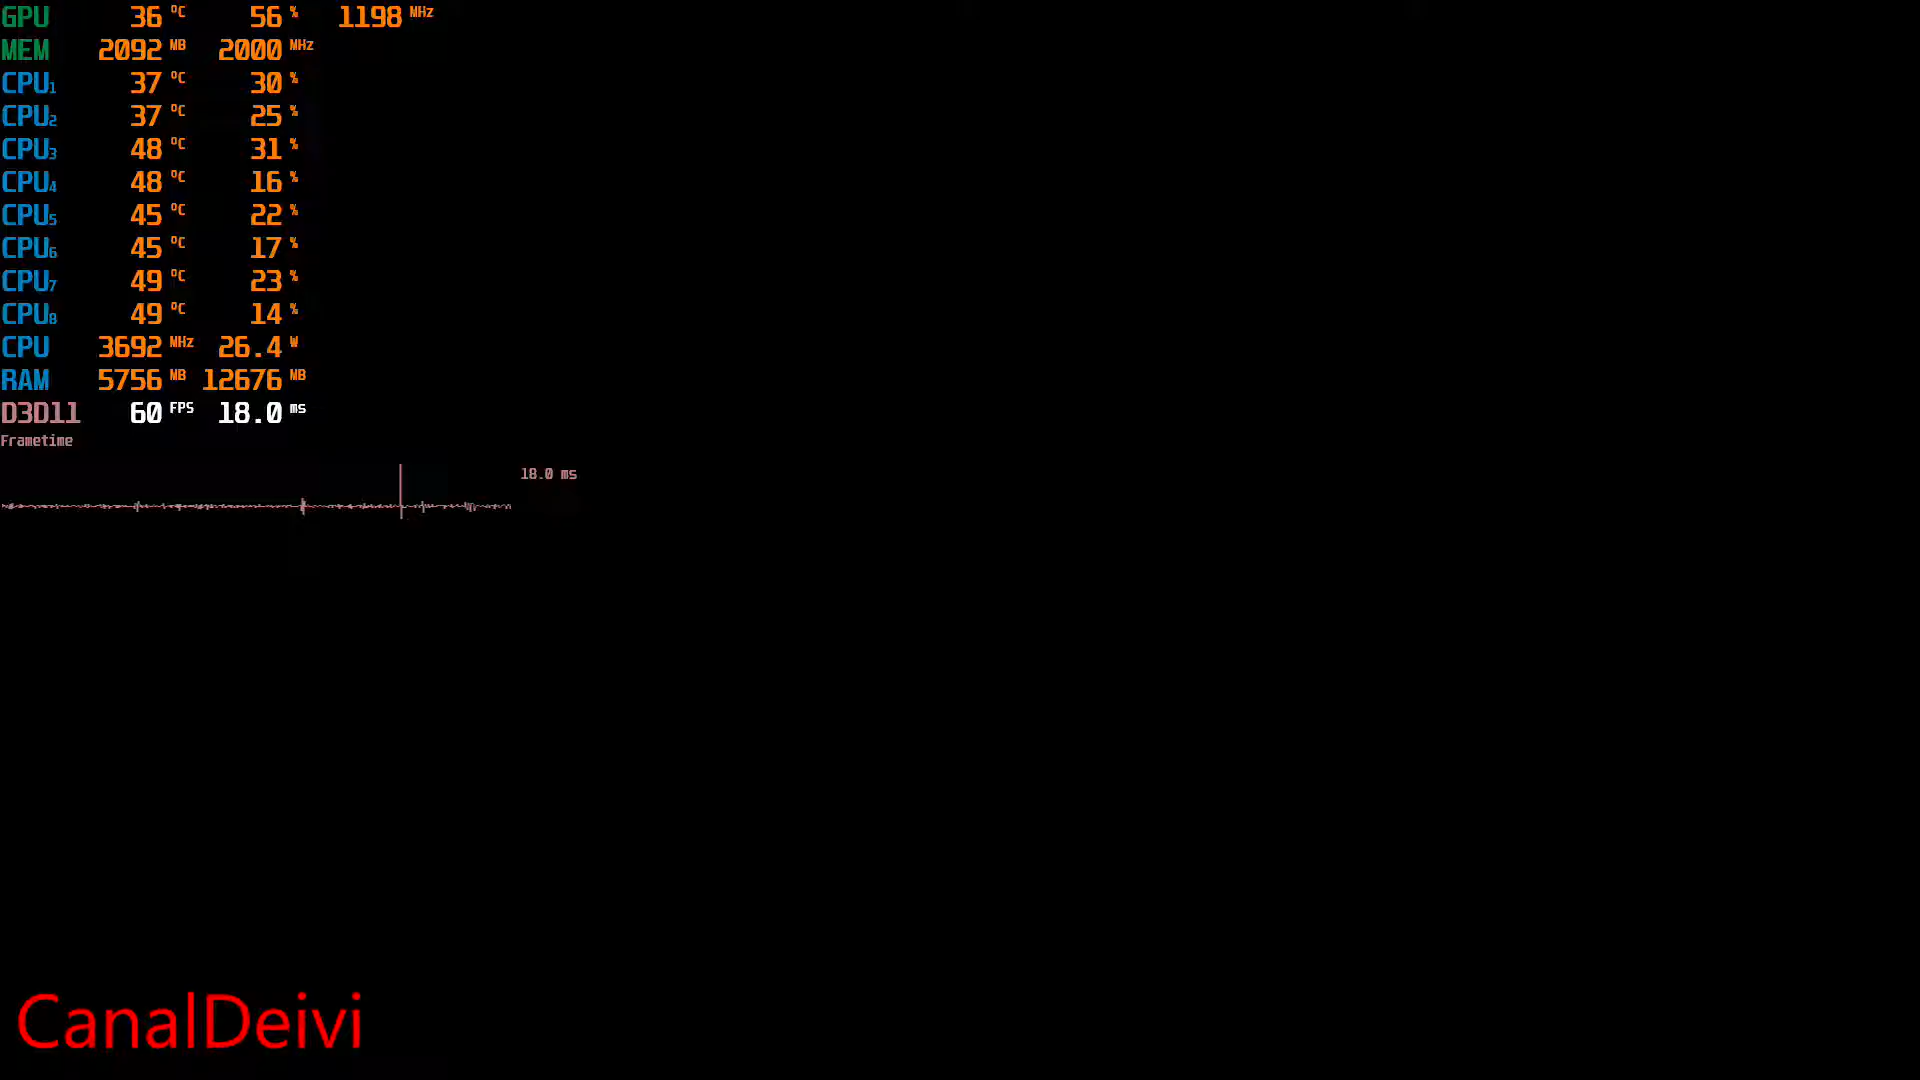 GPU 36 °C 56 % 1198 MHz
MEM 2092 MB 2000 MHz
CPU1 37 °C 30 %
CPU2 37 °C 25 %
CPU3 48 °C 31 %
CPU4 48 °C 16 %
CPU5 45 °C 22 %
CPU6 45 °C 17 %
CPU7 49 °C 23 %
CPU8 49 °C 14 %
CPU 3692 MHz 26.4 W
RAM 5756 MB 12676 MB
D3D11 60 FPS 18.0 ms
Frametime
18.0 ms
CanalDeivi